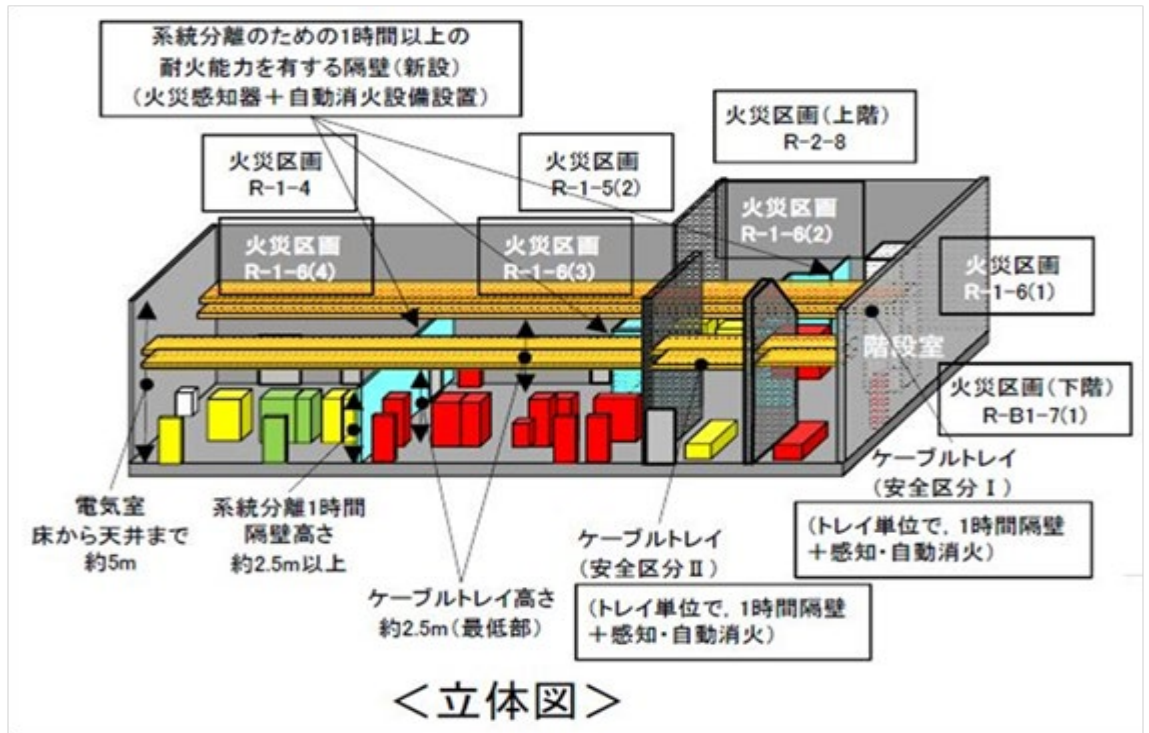 系統分離のための1時間以上の
耐火能力を有する隔壁(新設)
(火災感知器+自動消火設備設置)
火災区画(上階)
R-2-8
火災区画
R-1-4
火災区画
R-1-5(2)
火災区画
R-1-6(4)
火災区画
R-1-6(3)
火災区画
R-1-6(2)
火災区画
R-1-6(1)
階段室
火災区画(下階)
R-B1-7(1)
ケーブルトレイ
(安全区分Ⅰ)
(トレイ単位で,1時間隔壁
+感知・自動消火)
電気室
床から天井まで
約5m
系統分離1時間
隔壁高さ
約2.5m以上
ケーブルトレイ高さ
約2.5m(最低部)
ケーブルトレイ
(安全区分Ⅱ)
(トレイ単位で,1時間隔壁
+感知・自動消火)
<立体図>